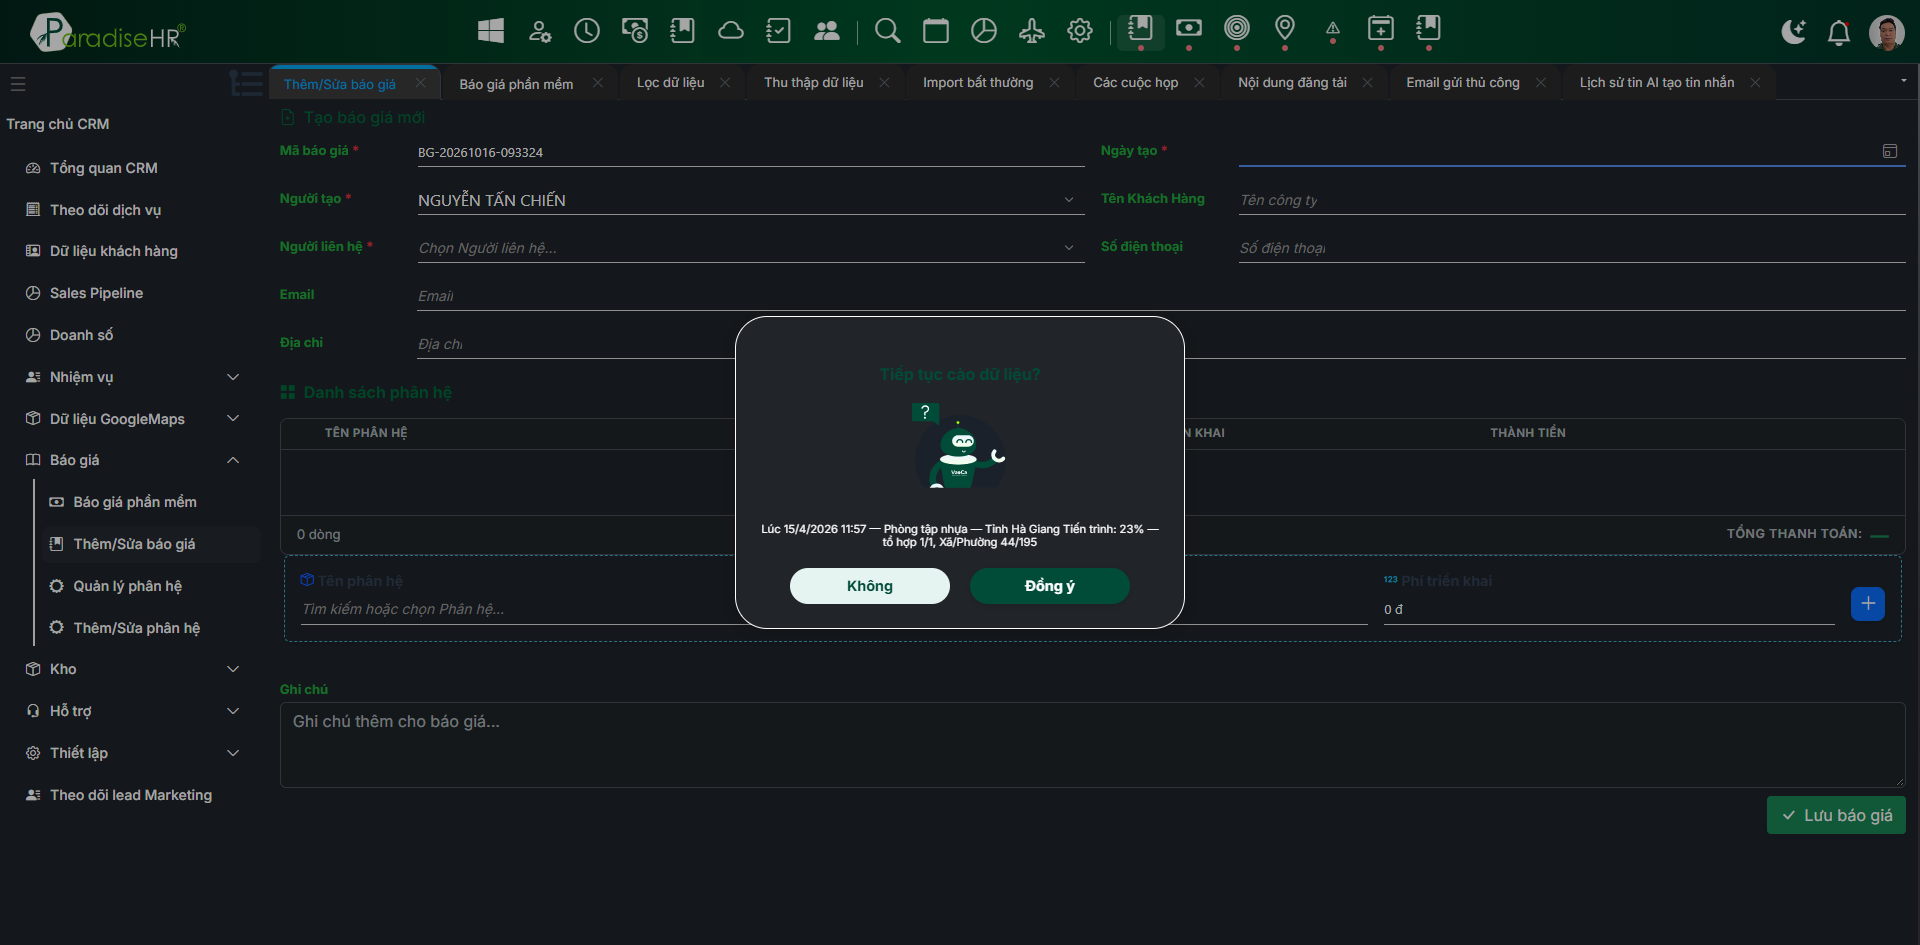 ParadiseHR®
Thêm/Sửa báo giá
Báo giá phần mềm
Lọc dữ liệu
Thu thập dữ liệu
Import bất thường
Các cuộc họp
Nội dung đăng tải
Email gửi thủ công
Lịch sử tin AI tạo tin nhắn
Trang chủ CRM
Tổng quan CRM
Theo dõi dịch vụ
Dữ liệu khách hàng
Sales Pipeline
Doanh số
Nhiệm vụ
Dữ liệu GoogleMaps
Báo giá
Báo giá phần mềm
Thêm/Sửa báo giá
Quản lý phân hệ
Thêm/Sửa phân hệ
Kho
Hỗ trợ
Thiết lập
Theo dõi lead Marketing
Tạo báo giá mới
Mã báo giá *
BG-20261016-093324
Ngày tạo *
Người tạo *
NGUYỄN TẤN CHIẾN
Tên Khách Hàng
Tên công ty
Người liên hệ *
Chọn Người liên hệ...
Số điện thoại
Số điện thoại
Email
Email
Địa chỉ
Địa chỉ
Danh sách phân hệ
TÊN PHÂN HỆ
N KHAI
THÀNH TIỀN
0 dòng
TỔNG THANH TOÁN:
Tên phân hệ
Tìm kiếm hoặc chọn Phân hệ...
123 Phí triển khai
0 đ
Ghi chú
Ghi chú thêm cho báo giá...
Lưu báo giá
Tiếp tục cào dữ liệu?
?
VaeCa
Lúc 15/4/2026 11:57 — Phòng tập nhựa — Tỉnh Hà Giang Tiến trình: 23% —
tổ hợp 1/1, Xã/Phường 44/195
Không
Đồng ý